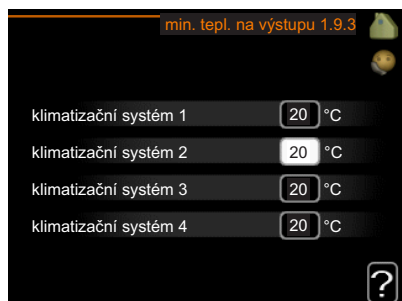 min. tepl. na výstupu 1.9.3
klimatizační systém 1 20 °C
klimatizační systém 2 20 °C
klimatizační systém 3 20 °C
klimatizační systém 4 20 °C
?